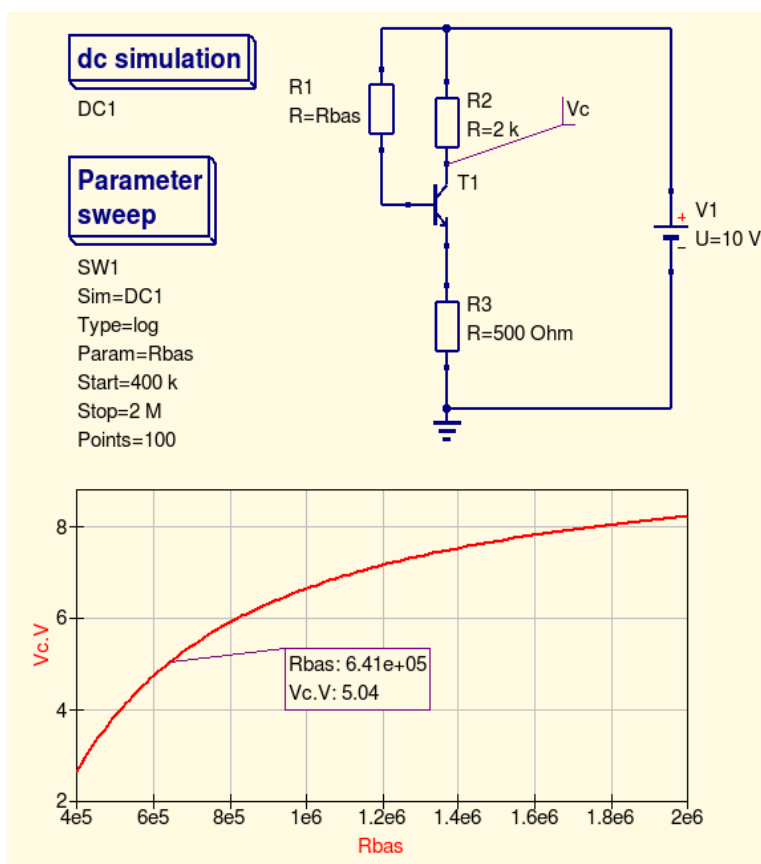 dc simulation
DC1
Parameter
sweep
SW1
Sim=DC1
Type=log
Param=Rbas
Start=400 k
Stop=2 M
Points=100
R1
R=Rbas
R2
R=2 k
Vc
T1
V1
U=10 V
+
−
R3
R=500 Ohm
Vc.V
8
6
4
2
Rbas: 6.41e+05
Vc.V: 5.04
4e5 6e5 8e5 1e6 1.2e6 1.4e6 1.6e6 1.8e6 2e6
Rbas